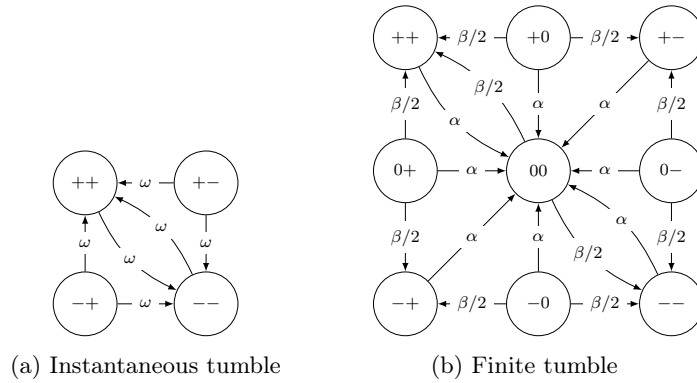 ++ β/2 +0 β/2 +−
β/2 β/2 α α α β/2
0+ α 00 α 0−
β/2 α α β/2 α β/2
−+ β/2 −0 β/2 −−
++ ω +−
ω ω ω ω
−+ ω −−
(a) Instantaneous tumble
(b) Finite tumble